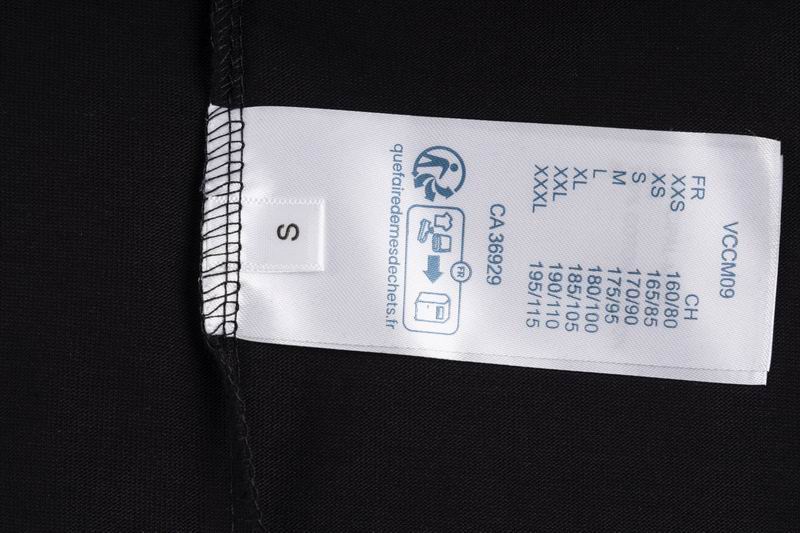 VCCM09
FR CH
XXS 160/80
XS 165/85
S 170/90
M 175/95
L 180/100
XL 185/105
XXL 190/110
XXXL 195/115
CA 36929
FR
quefairedemesdechets.fr
S